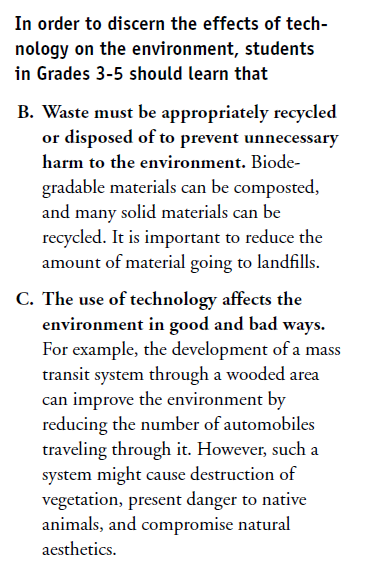 In order to discern the effects of tech-
nology on the environment, students
in Grades 3-5 should learn that
B. Waste must be appropriately recycled
or disposed of to prevent unnecessary
harm to the environment. Biode-
gradable materials can be composted,
and many solid materials can be
recycled. It is important to reduce the
amount of material going to landfills.
C. The use of technology affects the
environment in good and bad ways.
For example, the development of a mass
transit system through a wooded area
can improve the environment by
reducing the number of automobiles
traveling through it. However, such a
system might cause destruction of
vegetation, present danger to native
animals, and compromise natural
aesthetics.